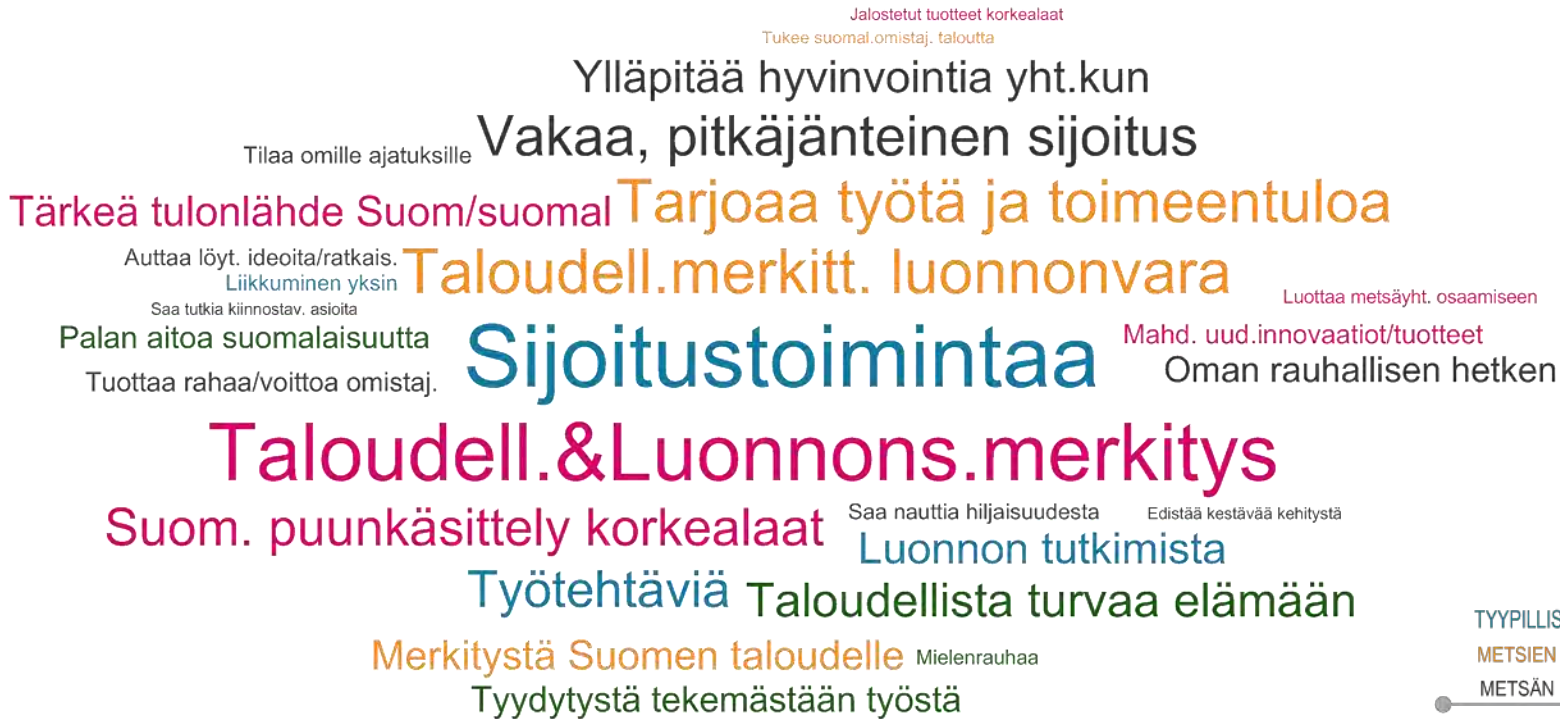 Jalostetut tuotteet korkealaat
Tukee suomal.omistaj. taloutta
Ylläpitää hyvinvointia yht.kun
Vakaa, pitkäjänteinen sijoitus
Tilaa omille ajatuksille
Tärkeä tulonlähde Suom/suomal
Tarjoaa työtä ja toimeentuloa
Auttaa löyt. ideoita/ratkais.
Liikkuminen yksin
Taloudell.merkitt. luonnonvara
Saa tutkia kiinnostav. asioita
Luottaa metsäyht. osaamiseen
Palan aitoa suomalaisuutta
Sijoitustoimintaa
Mahd. uud.innovaatiot/tuotteet
Tuottaa rahaa/voittoa omistaj.
Oman rauhallisen hetken
Taloudell.&Luonnons.merkitys
Suom. puunkäsittely korkealaat
Saa nauttia hiljaisuudesta
Edistää kestävää kehitystä
Luonnon tutkimista
Työtehtäviä
Taloudellista turvaa elämään
Merkitystä Suomen taloudelle
Mielenrauhaa
Tyydytystä tekemästään työstä
TYYPILLIS
METSIEN
METSÄN